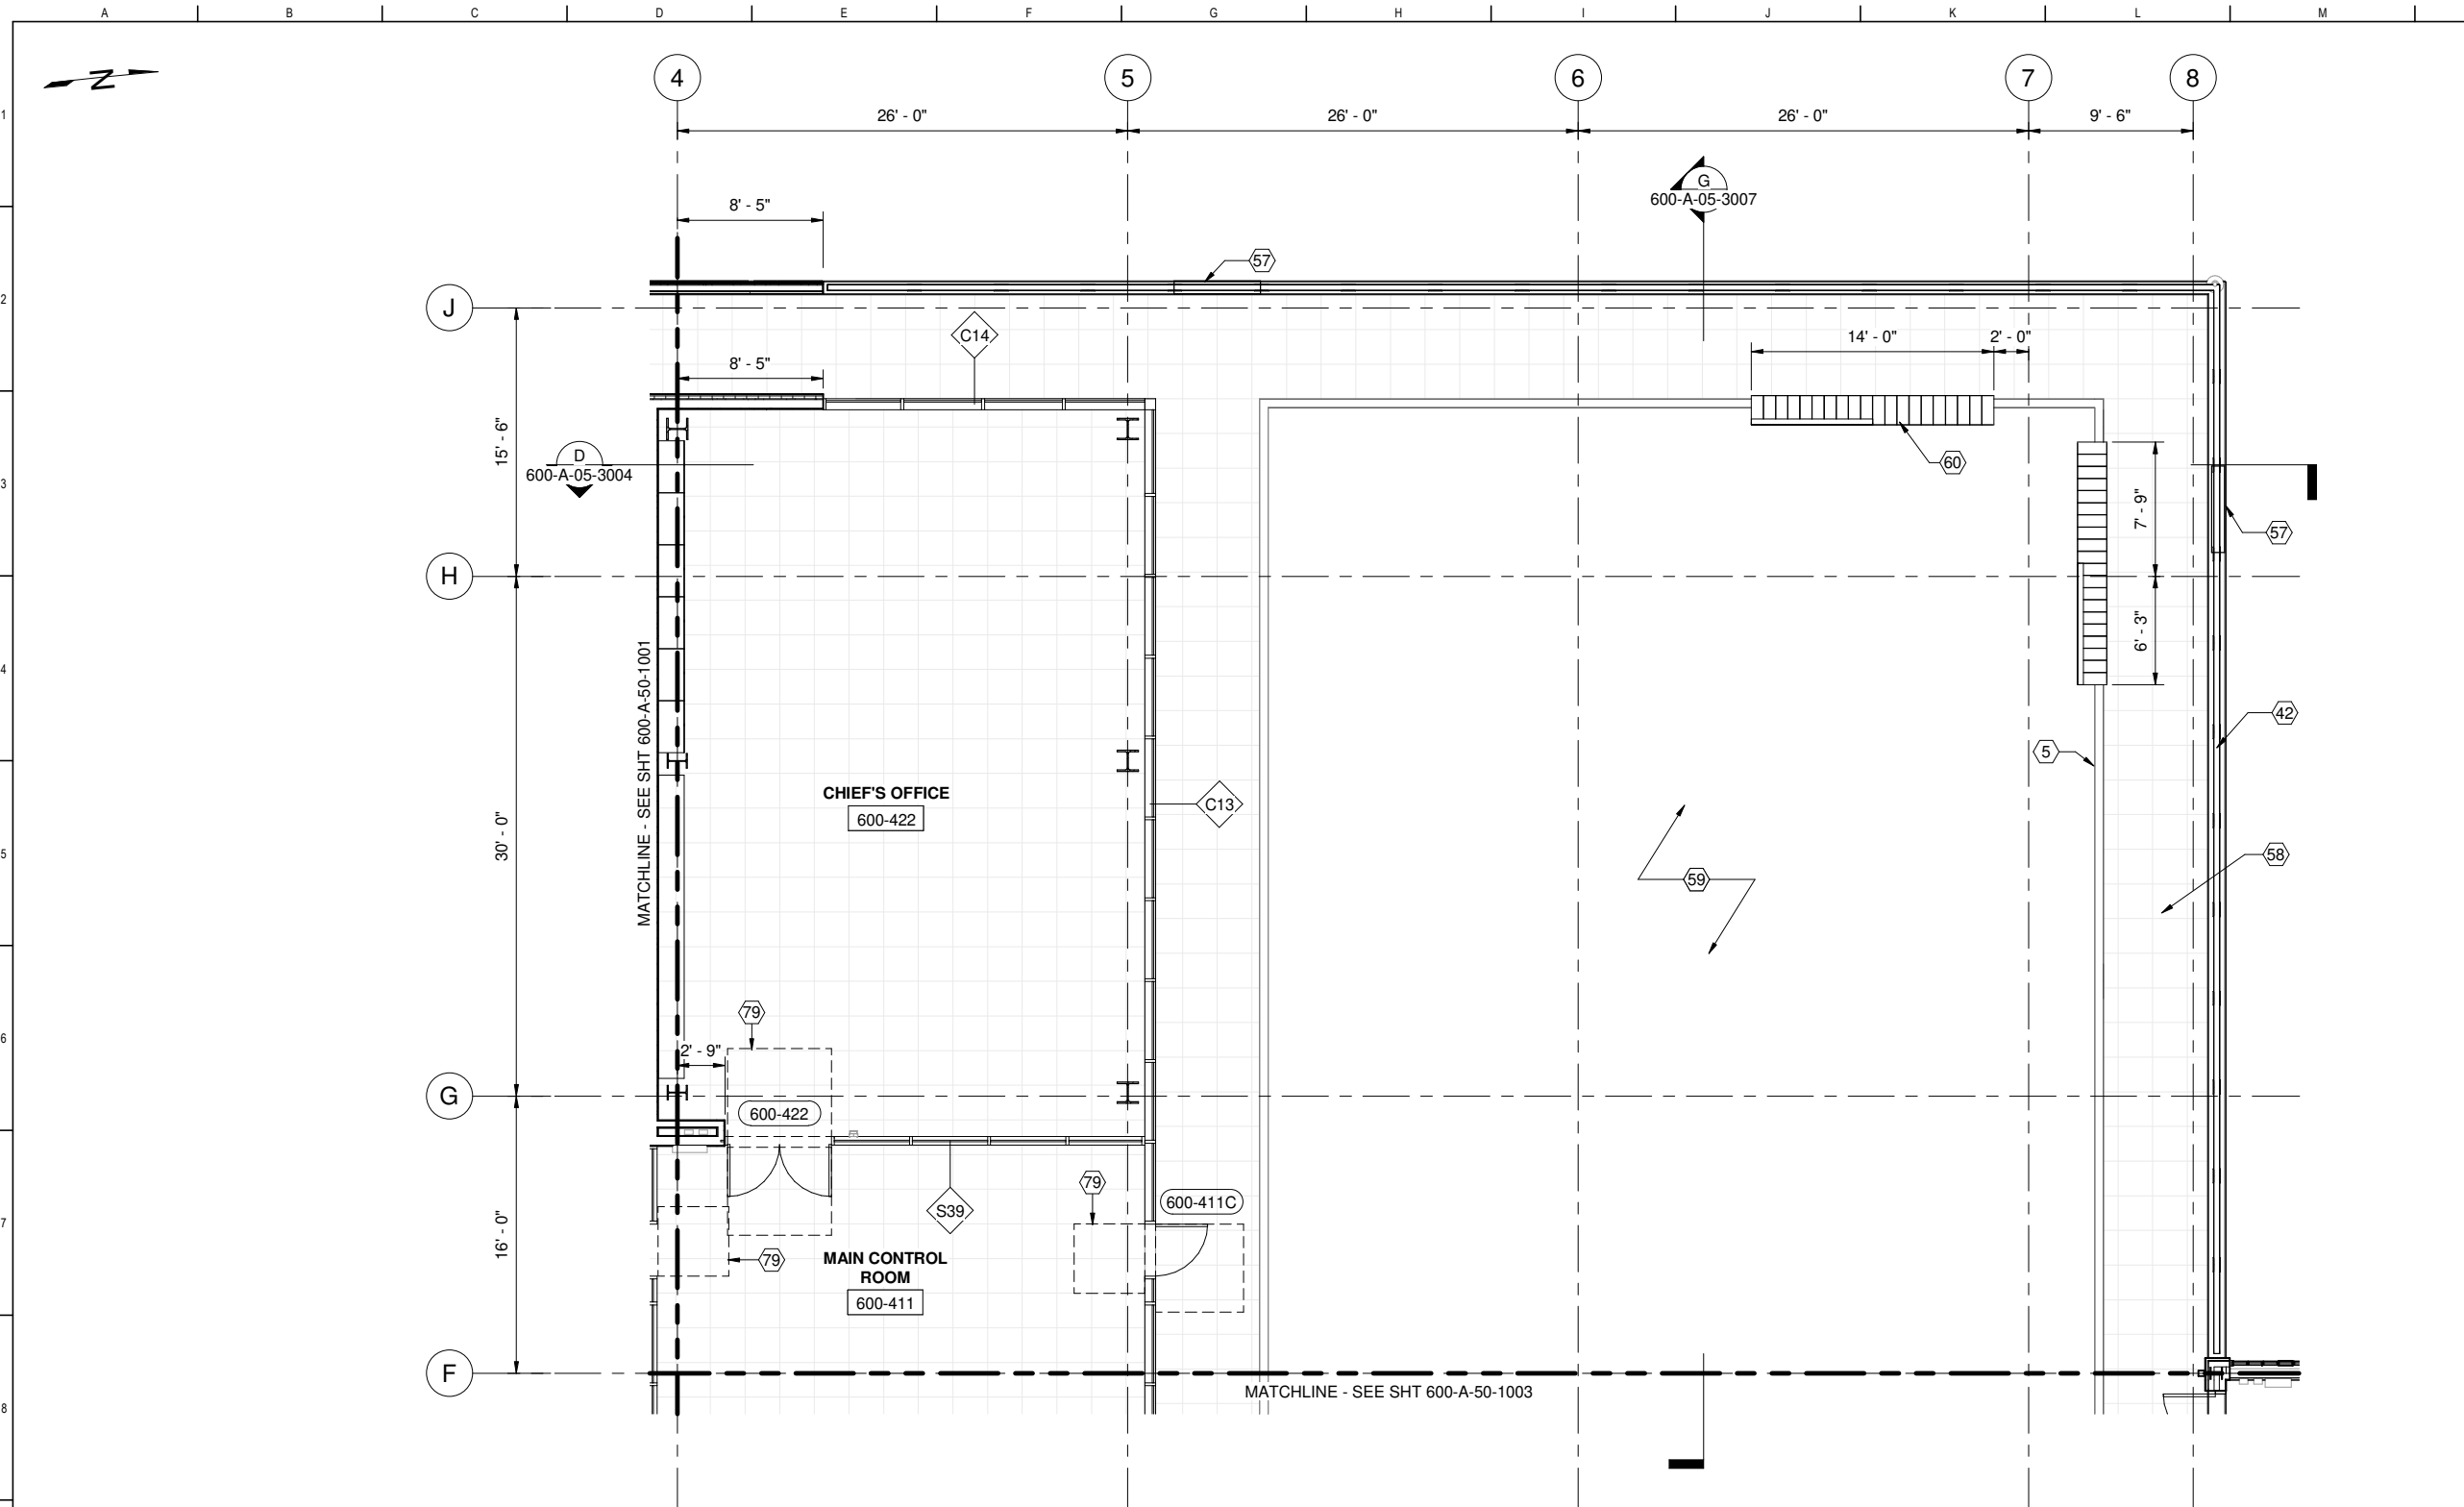 A B C D E F G H I J K L M
N
4 5 6 7 8
1
26' - 0" 26' - 0" 26' - 0" 9' - 6"
8' - 5"
G
600-A-05-3007
57
2
J
C14
14' - 0" 2' - 0"
8' - 5"
15' - 6"
D
600-A-05-3004
60
3
7' - 9"
57
H
6' - 3"
4
MATCHLINE - SEE SHT 600-A-50-1001
42
5
CHIEF'S OFFICE
600-422
C13
30' - 0"
5
58
59
79
6
2' - 9"
G
600-422
79
600-411C
S39
7
16' - 0"
MAIN CONTROL
ROOM
79
600-411
F
MATCHLINE - SEE SHT 600-A-50-1003
8